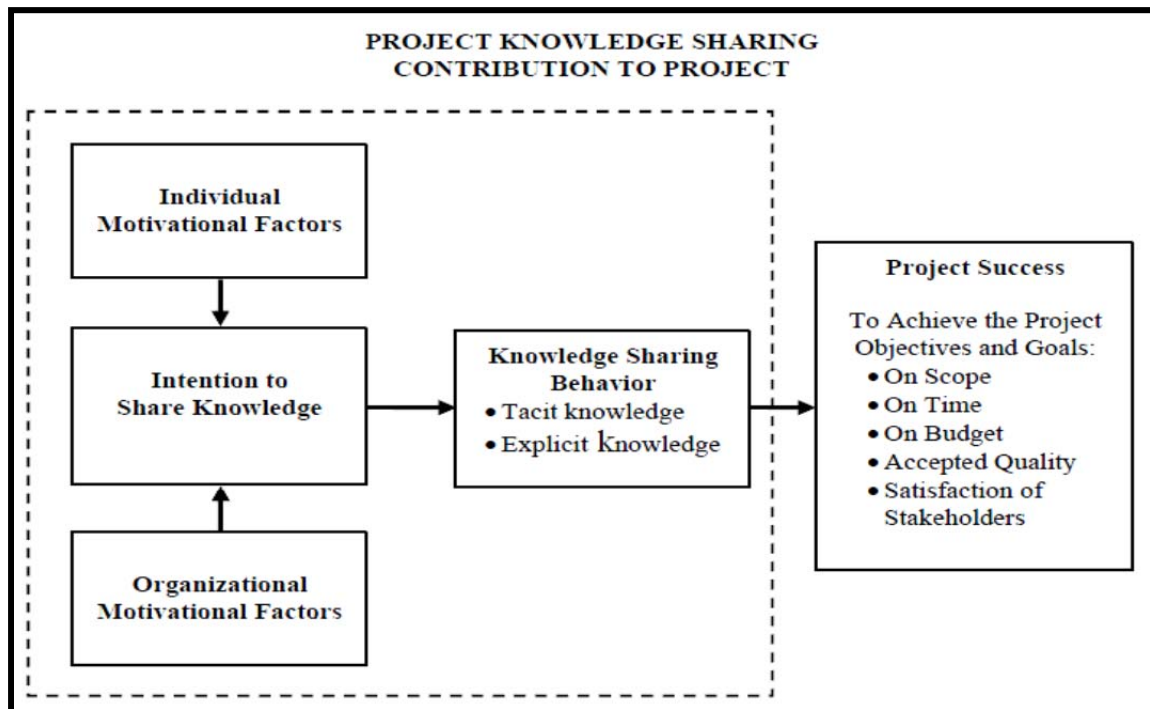 PROJECT KNOWLEDGE SHARING
CONTRIBUTION TO PROJECT
Individual
Motivational Factors
Intention to
Share Knowledge
Organizational
Motivational Factors
Knowledge Sharing
Behavior
• Tacit knowledge
• Explicit knowledge
Project Success
To Achieve the Project
Objectives and Goals:
• On Scope
• On Time
• On Budget
• Accepted Quality
• Satisfaction of
Stakeholders